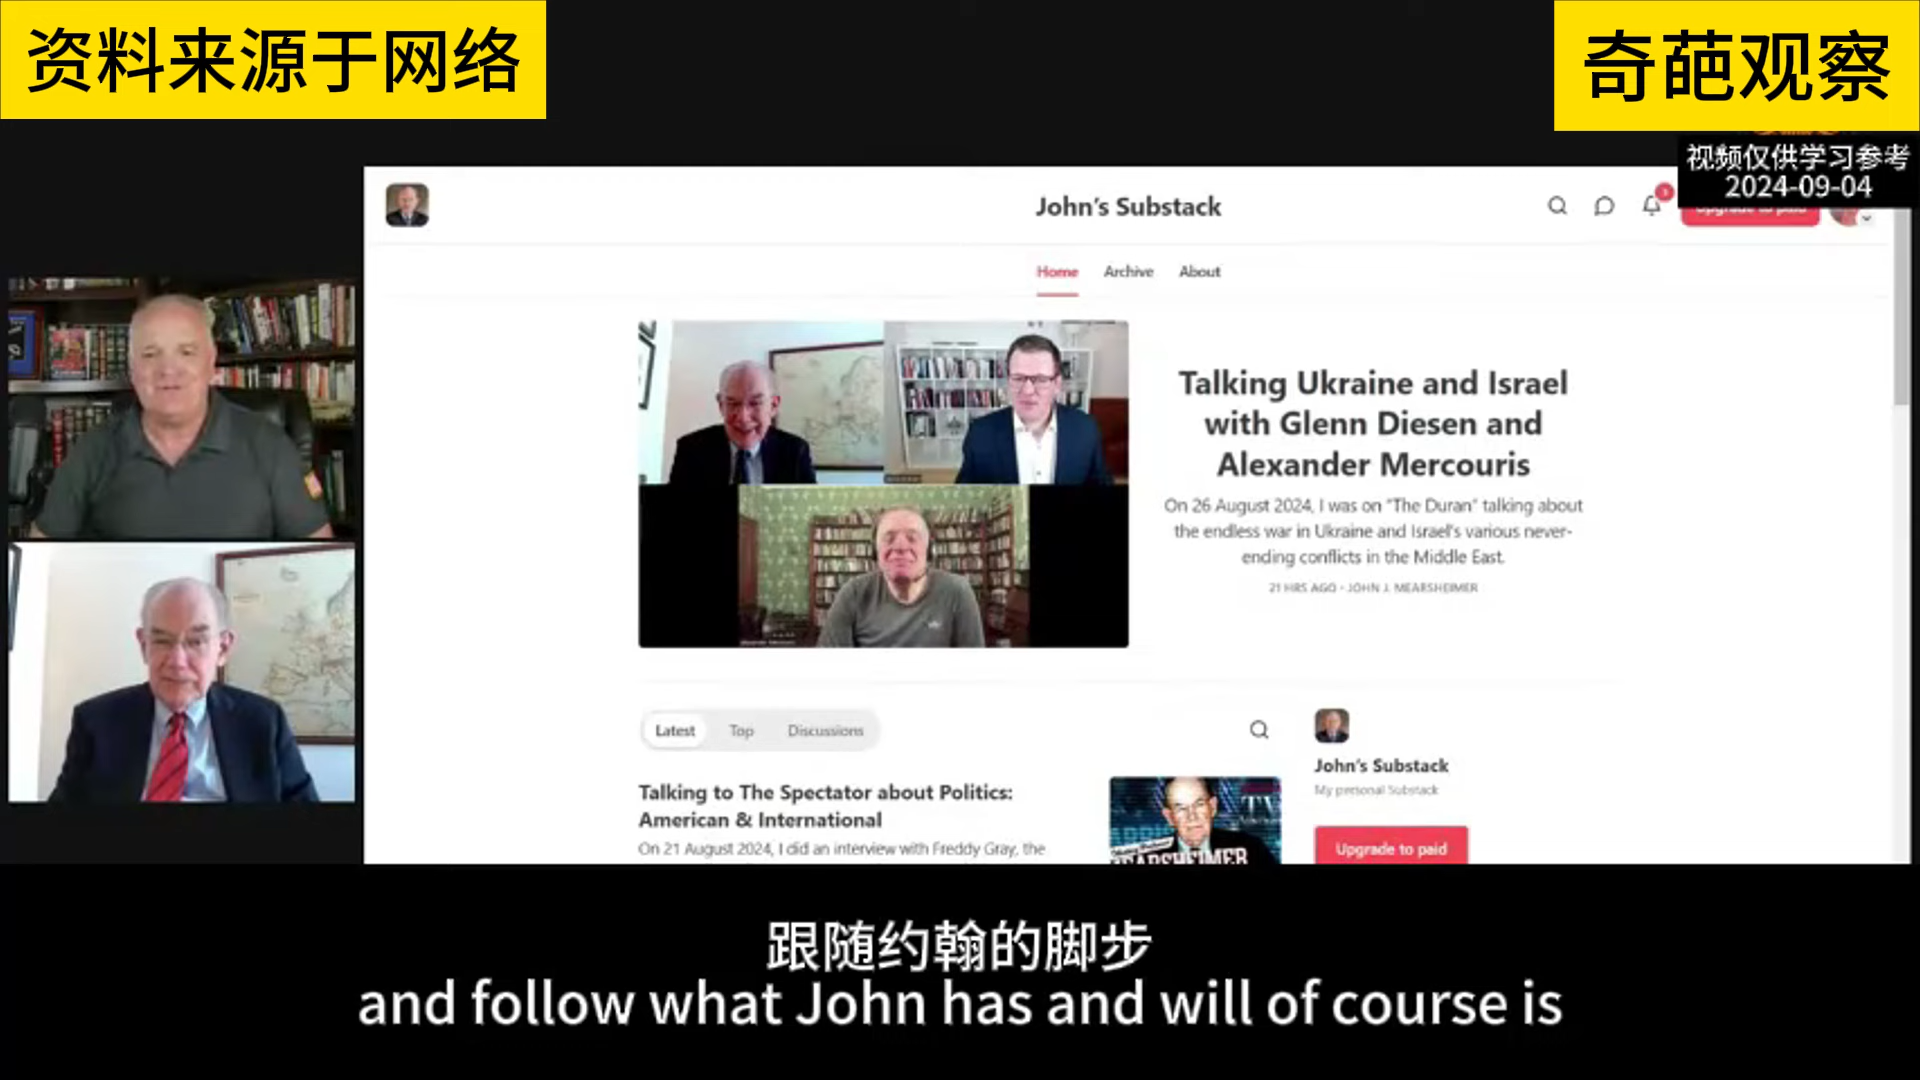 资料来源于网络
奇葩观察
视频仅供学习参考
2024-09-04
John's Substack
Upgrade to paid
Home
Archive
About
Talking Ukraine and Israel
with Glenn Diesen and
Alexander Mercouris
On 26 August 2024, I was on "The Duran" talking about
the endless war in Ukraine and Israel's various never-
ending conflicts in the Middle East.
21 HRS AGO • JOHN J. MEARSHEIMER
Latest
Top
Discussions
John's Substack
My personal Substack
Upgrade to paid
Talking to The Spectator about Politics:
American & International
On 21 August 2024, I did an interview with Freddy Gray, the
MEARSHEIMER
跟随约翰的脚步
and follow what John has and will of course is